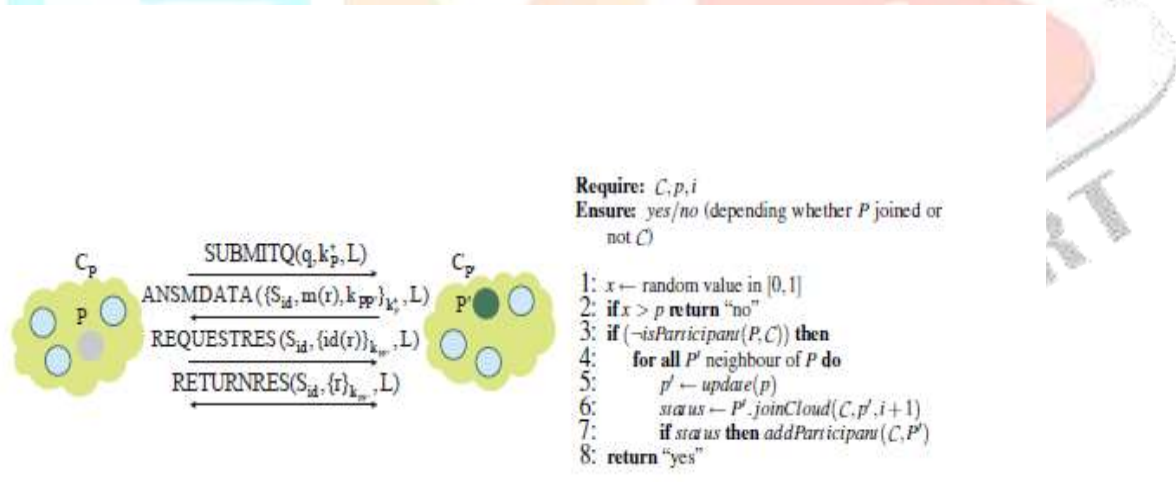 C_P
P
SUBMITQ(q,k⁺_P,L)
ANSMDATA({S_id,m(r),k_PP'}_k⁺_P,L)
REQUESTRES(S_id,{id(r)}_k_PP',L)
RETURNRES(S_id,{r}_k_PP',L)
C_P'
P'
Require: C,p,i
Ensure: yes/no (depending whether P joined or
not C)
1: x ← random value in [0,1]
2: if x > p return “no”
3: if (¬isParticipant(P,C)) then
4: for all P' neighbour of P do
5: p' ← update(p)
6: status ← P'.joinCloud(C,p',i+1)
7: if status then addParticipant(C,P')
8: return “yes”
RT